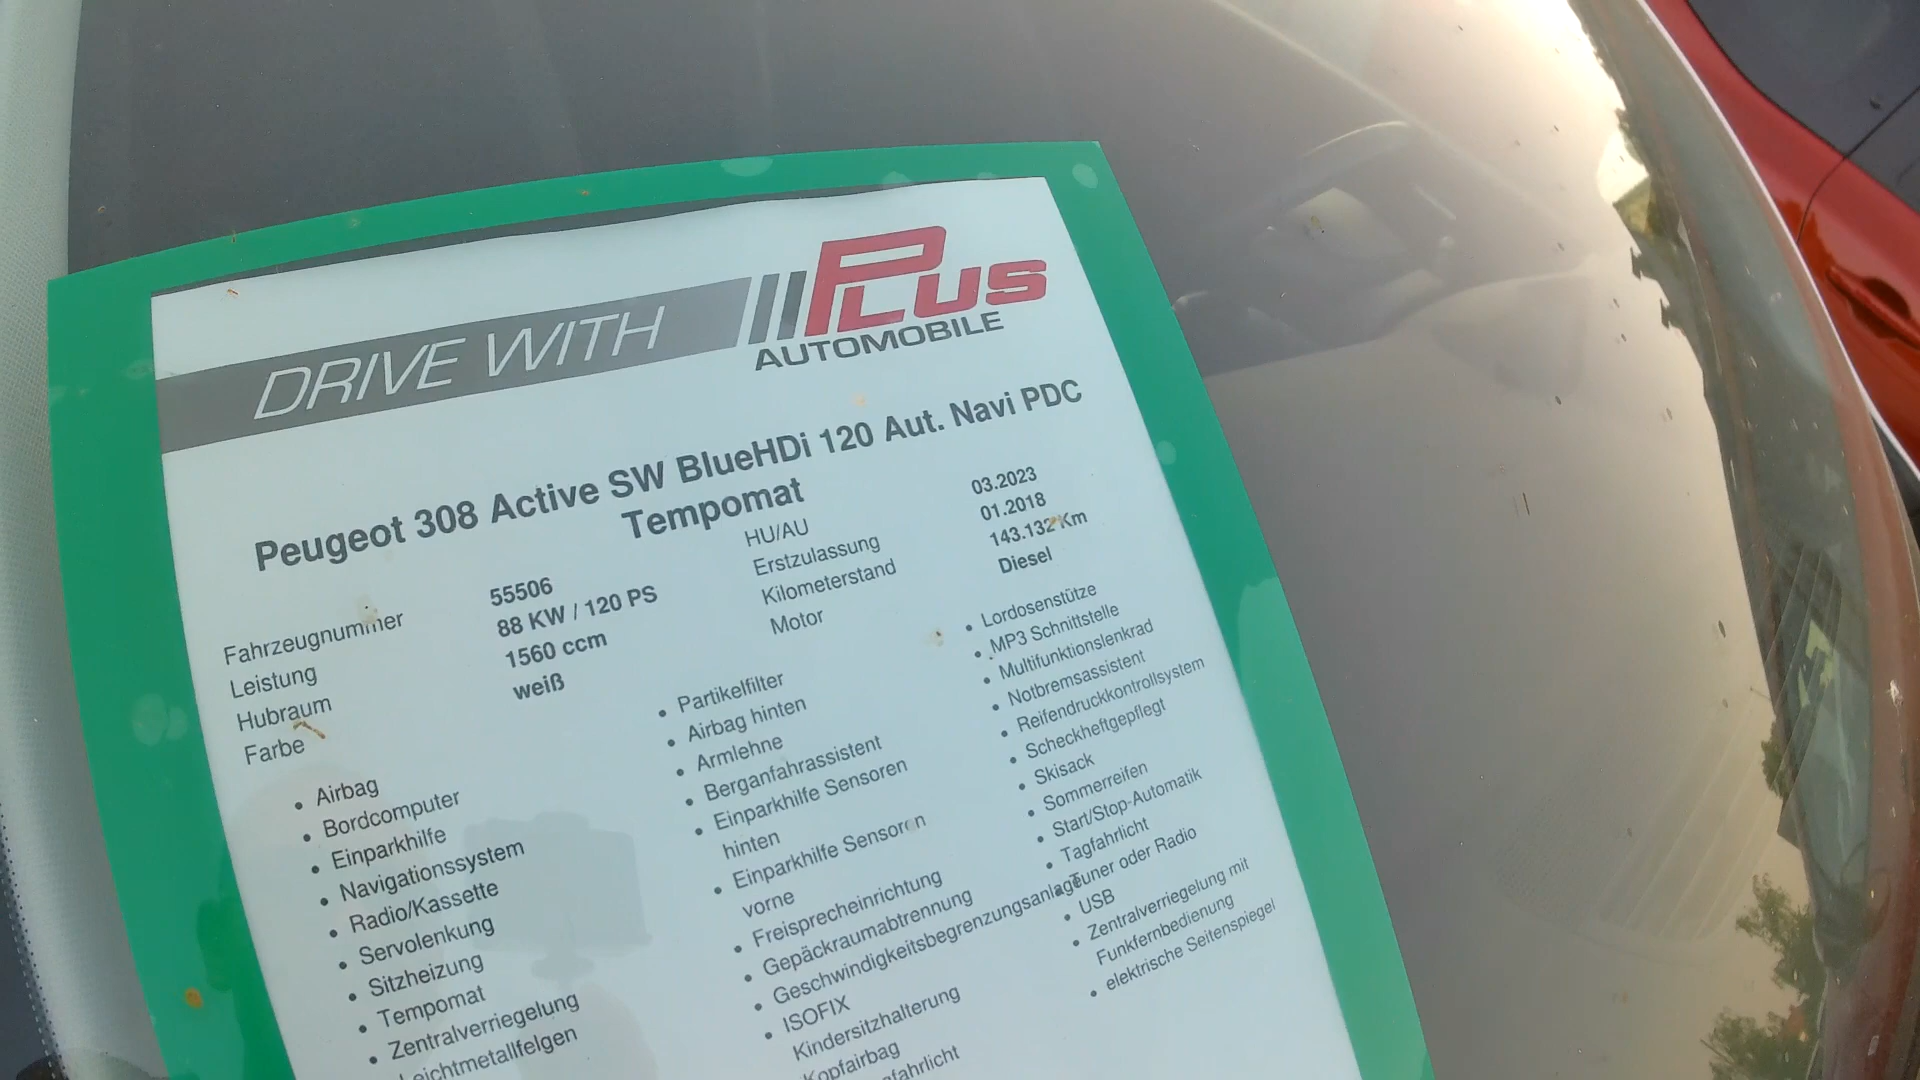 DRIVE WITH PLUS
AUTOMOBILE
Peugeot 308 Active SW BlueHDi 120 Aut. Navi PDC
Tempomat
Fahrzeugnummer 55506
Leistung 88 KW / 120 PS
Hubraum 1560 ccm
Farbe weiß
HU/AU 03.2023
Erstzulassung 01.2018
Kilometerstand 143.132 Km
Motor Diesel
• Airbag
• Bordcomputer
• Einparkhilfe
• Navigationssystem
• Radio/Kassette
• Servolenkung
• Sitzheizung
• Tempomat
• Zentralverriegelung
Leichtmetallfelgen
• Partikelfilter
• Airbag hinten
• Armlehne
• Berganfahrassistent
• Einparkhilfe Sensoren
hinten
• Einparkhilfe Sensoren
vorne
• Freisprecheinrichtung
• Gepäckraumabtrennung
• Geschwindigkeitsbegrenzungsanlage
• ISOFIX
Kindersitzhalterung
Kopfairbag
• Lordosenstütze
• MP3 Schnittstelle
• Multifunktionslenkrad
• Notbremsassistent
• Reifendruckkontrollsystem
• Scheckheftgepflegt
• Skisack
• Sommerreifen
• Start/Stop-Automatik
• Tagfahrlicht
• Tuner oder Radio
• USB
• Zentralverriegelung mit
Funkfernbedienung
• elektrische Seitenspiegel